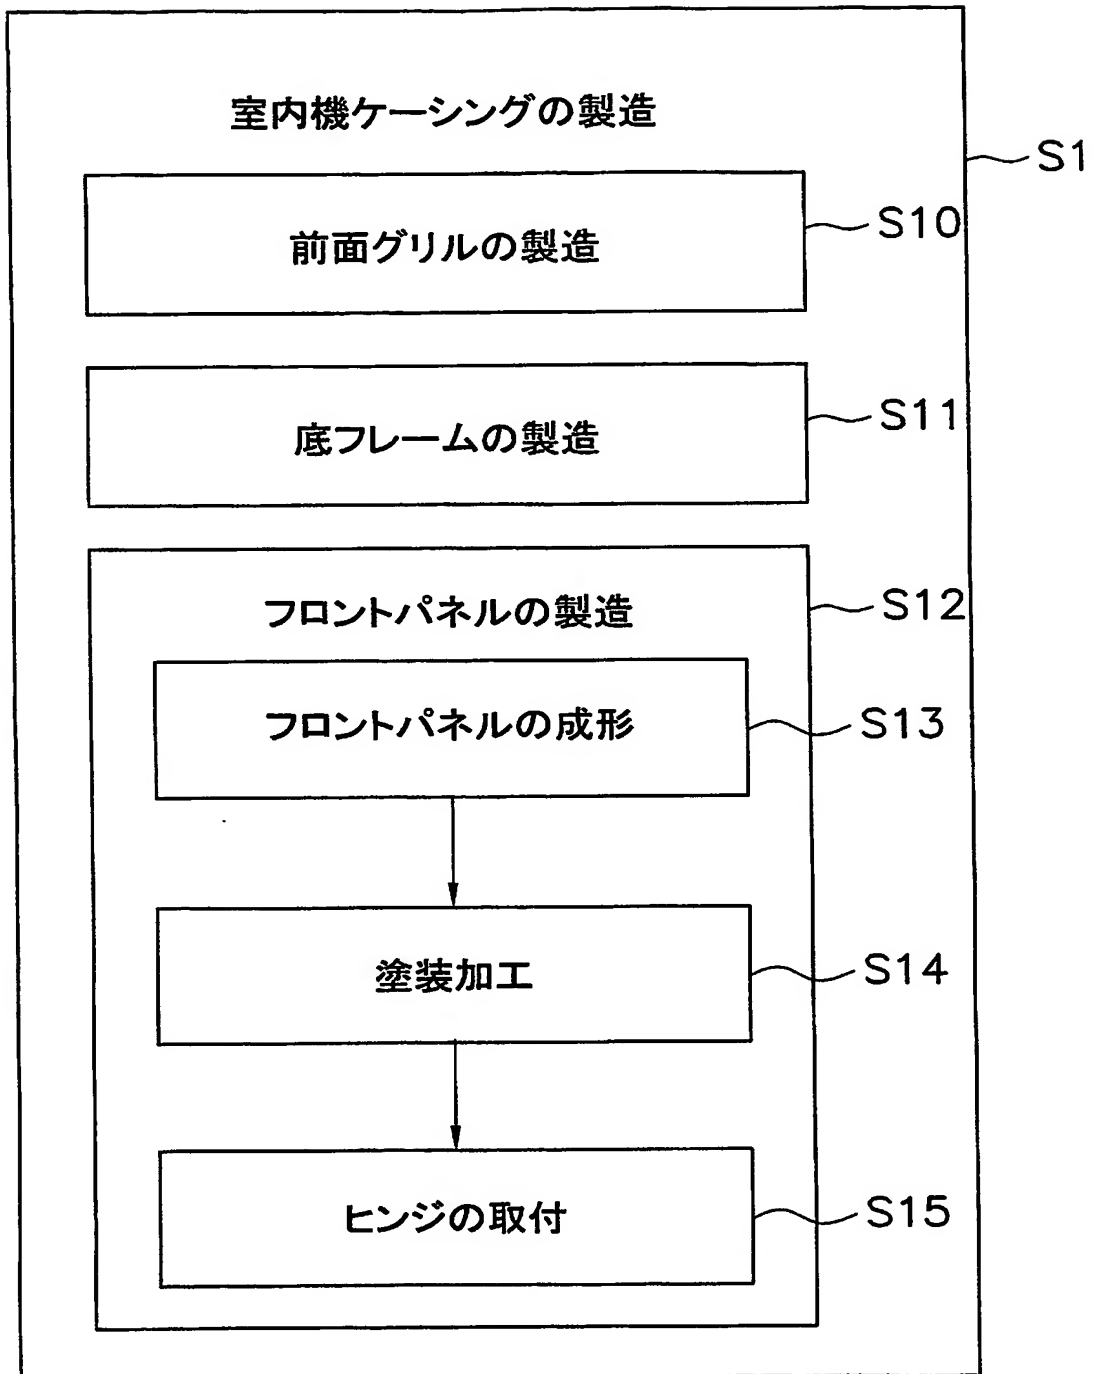 室内機ケーシングの製造
S1
前面グリルの製造
S10
底フレームの製造
S11
フロントパネルの製造
S12
フロントパネルの成形
S13
塗装加工
S14
ヒンジの取付
S15